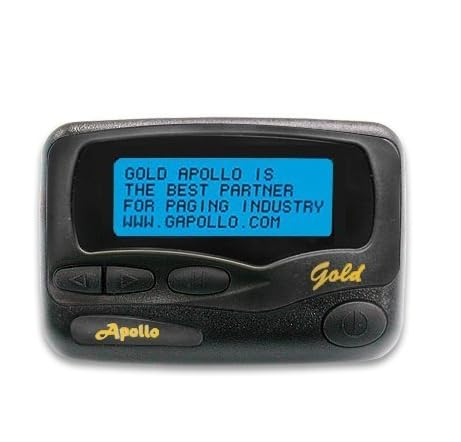 GOLD APOLLO IS
THE BEST PARTNER
FOR PAGING INDUSTRY
WWW.GAPOLLO.COM
Gold
Apollo